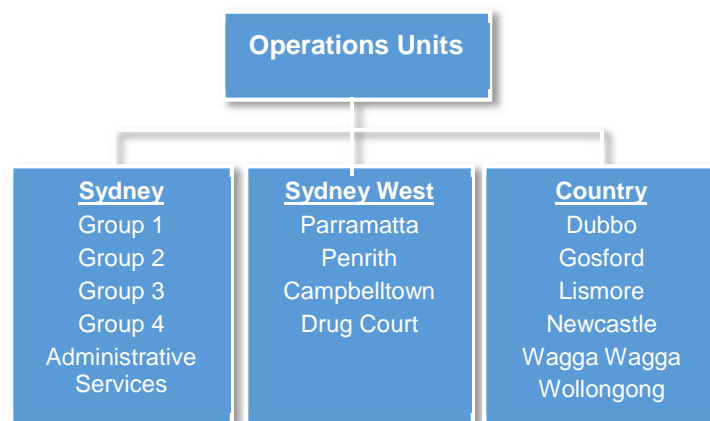 Operations Units
Sydney
Group 1
Group 2
Group 3
Group 4
Administrative
Services
Sydney West
Parramatta
Penrith
Campbelltown
Drug Court
Country
Dubbo
Gosford
Lismore
Newcastle
Wagga Wagga
Wollongong